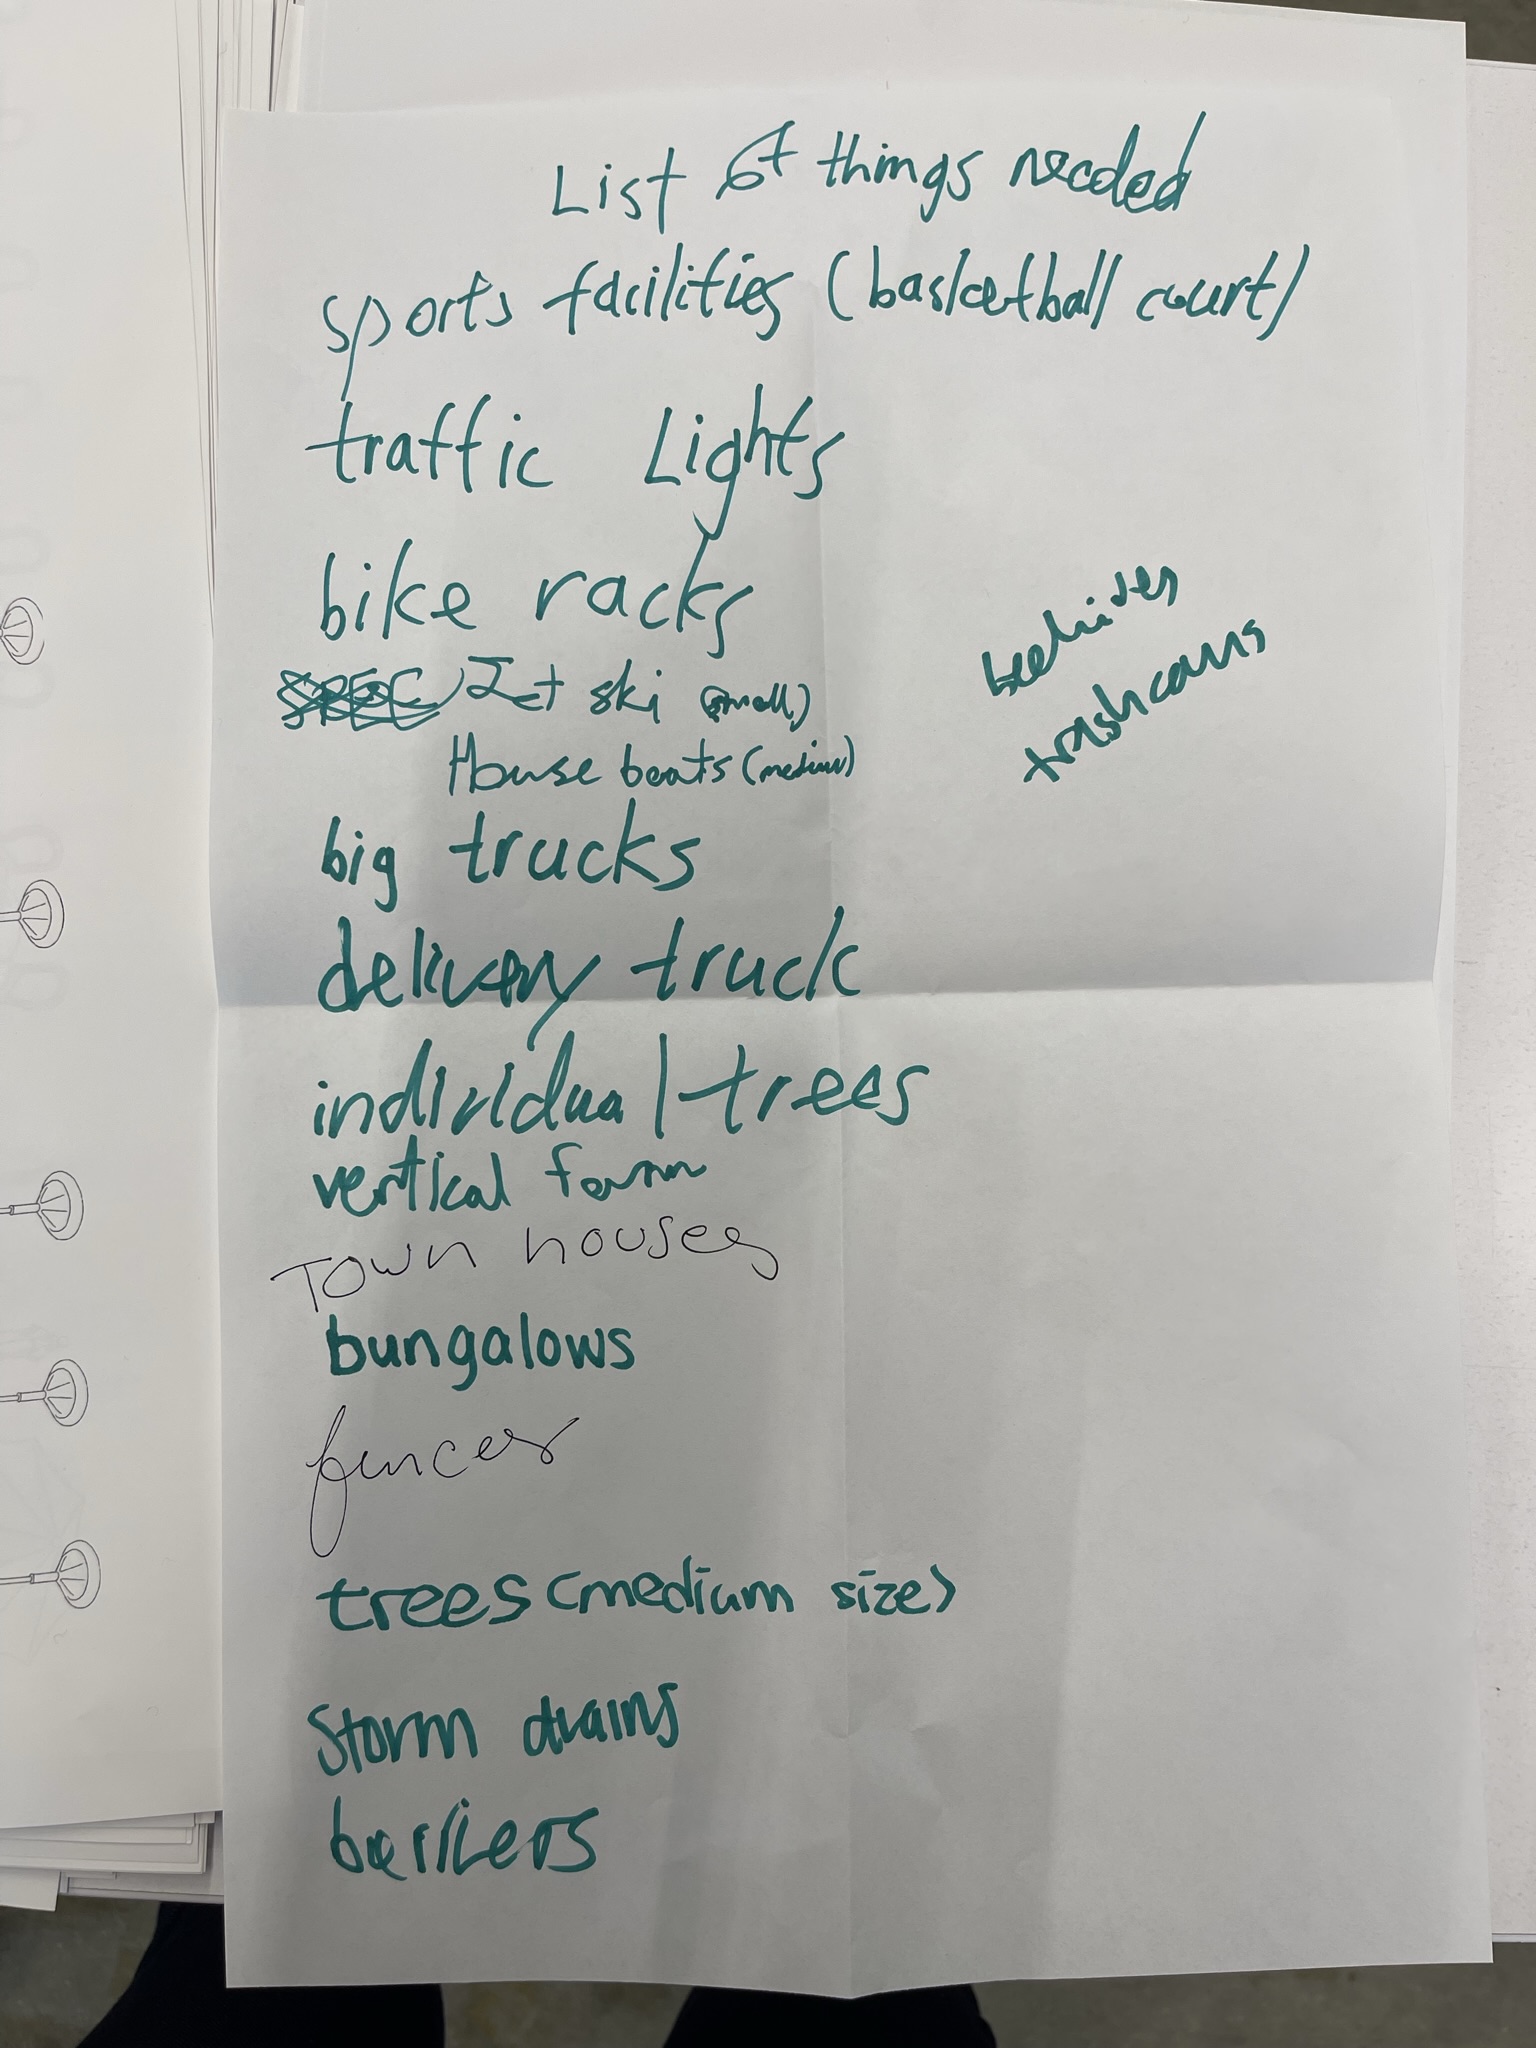 List of things needed
sports facilities (basketball court)
traffic Lights
bike racks
Jet ski (small)
House boats (medium)
beehives
trashcans
big trucks
delivery truck
individual trees
vertical farm
Town houses
bungalows
fences
trees (medium size)
Storm drains
barriers